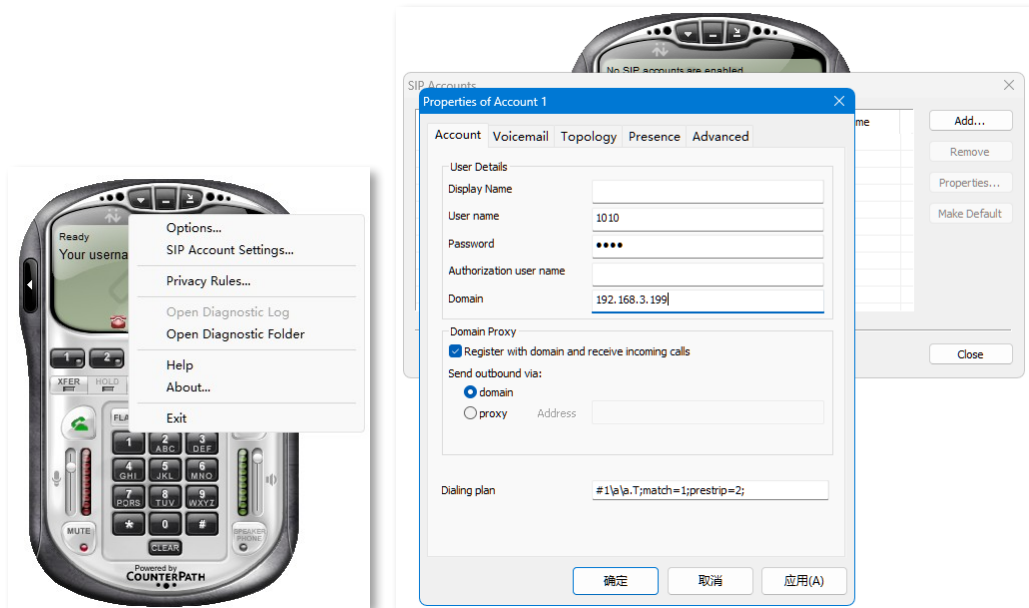 Ready
Your userna
Options...
SIP Account Settings...
Privacy Rules...
Open Diagnostic Log
Open Diagnostic Folder
Help
About...
Exit
1
2
XFER
HOLD
FLA
1
2
ABC
3
DEF
4
GHI
5
JKL
6
MNO
7
PQRS
8
TUV
9
WXYZ
*
0
#
MUTE
CLEAR
SPEAKER
PHONE
Powered by
COUNTERPATH
No SIP accounts are enabled
SIP Accounts
me
Add...
Remove
Properties...
Make Default
Close
Properties of Account 1
Account
Voicemail
Topology
Presence
Advanced
User Details
Display Name
User name
1010
Password
••••
Authorization user name
Domain
192.168.3.199
Domain Proxy
Register with domain and receive incoming calls
Send outbound via:
domain
proxy
Address
Dialing plan
#1\a\a.T;match=1;prestrip=2;
确定
取消
应用(A)